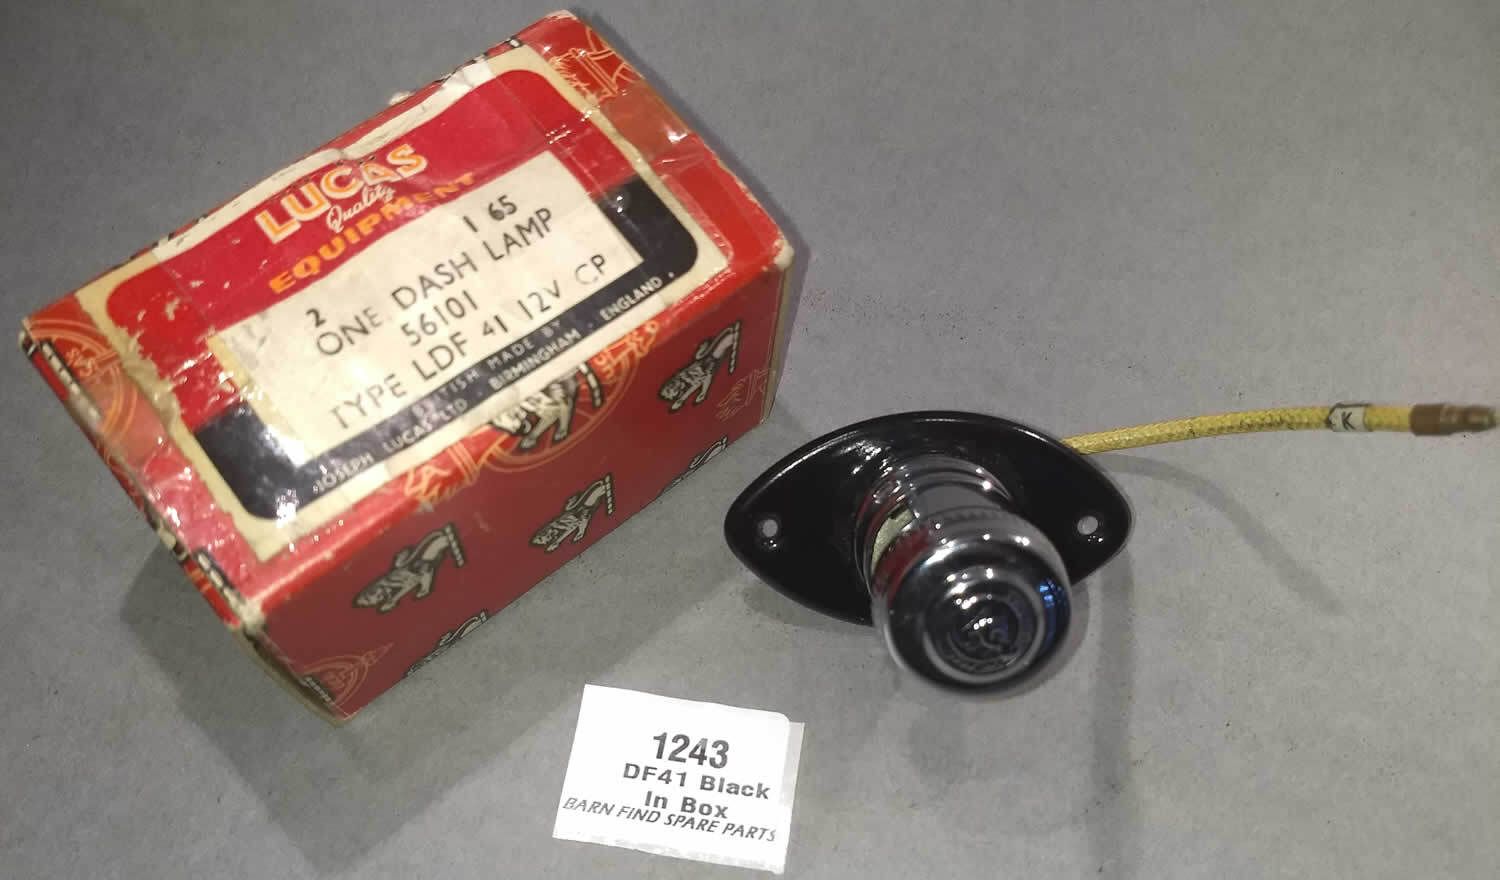 LUCAS
Quality
EQUIPMENT
1 65
2
ONE DASH LAMP
56101
TYPE LDF 41 12V CP
BRITISH MADE BY
JOSEPH LUCAS LTD BIRMINGHAM . ENGLAND .
K
1243
DF41 Black
In Box
BARN FIND SPARE PARTS